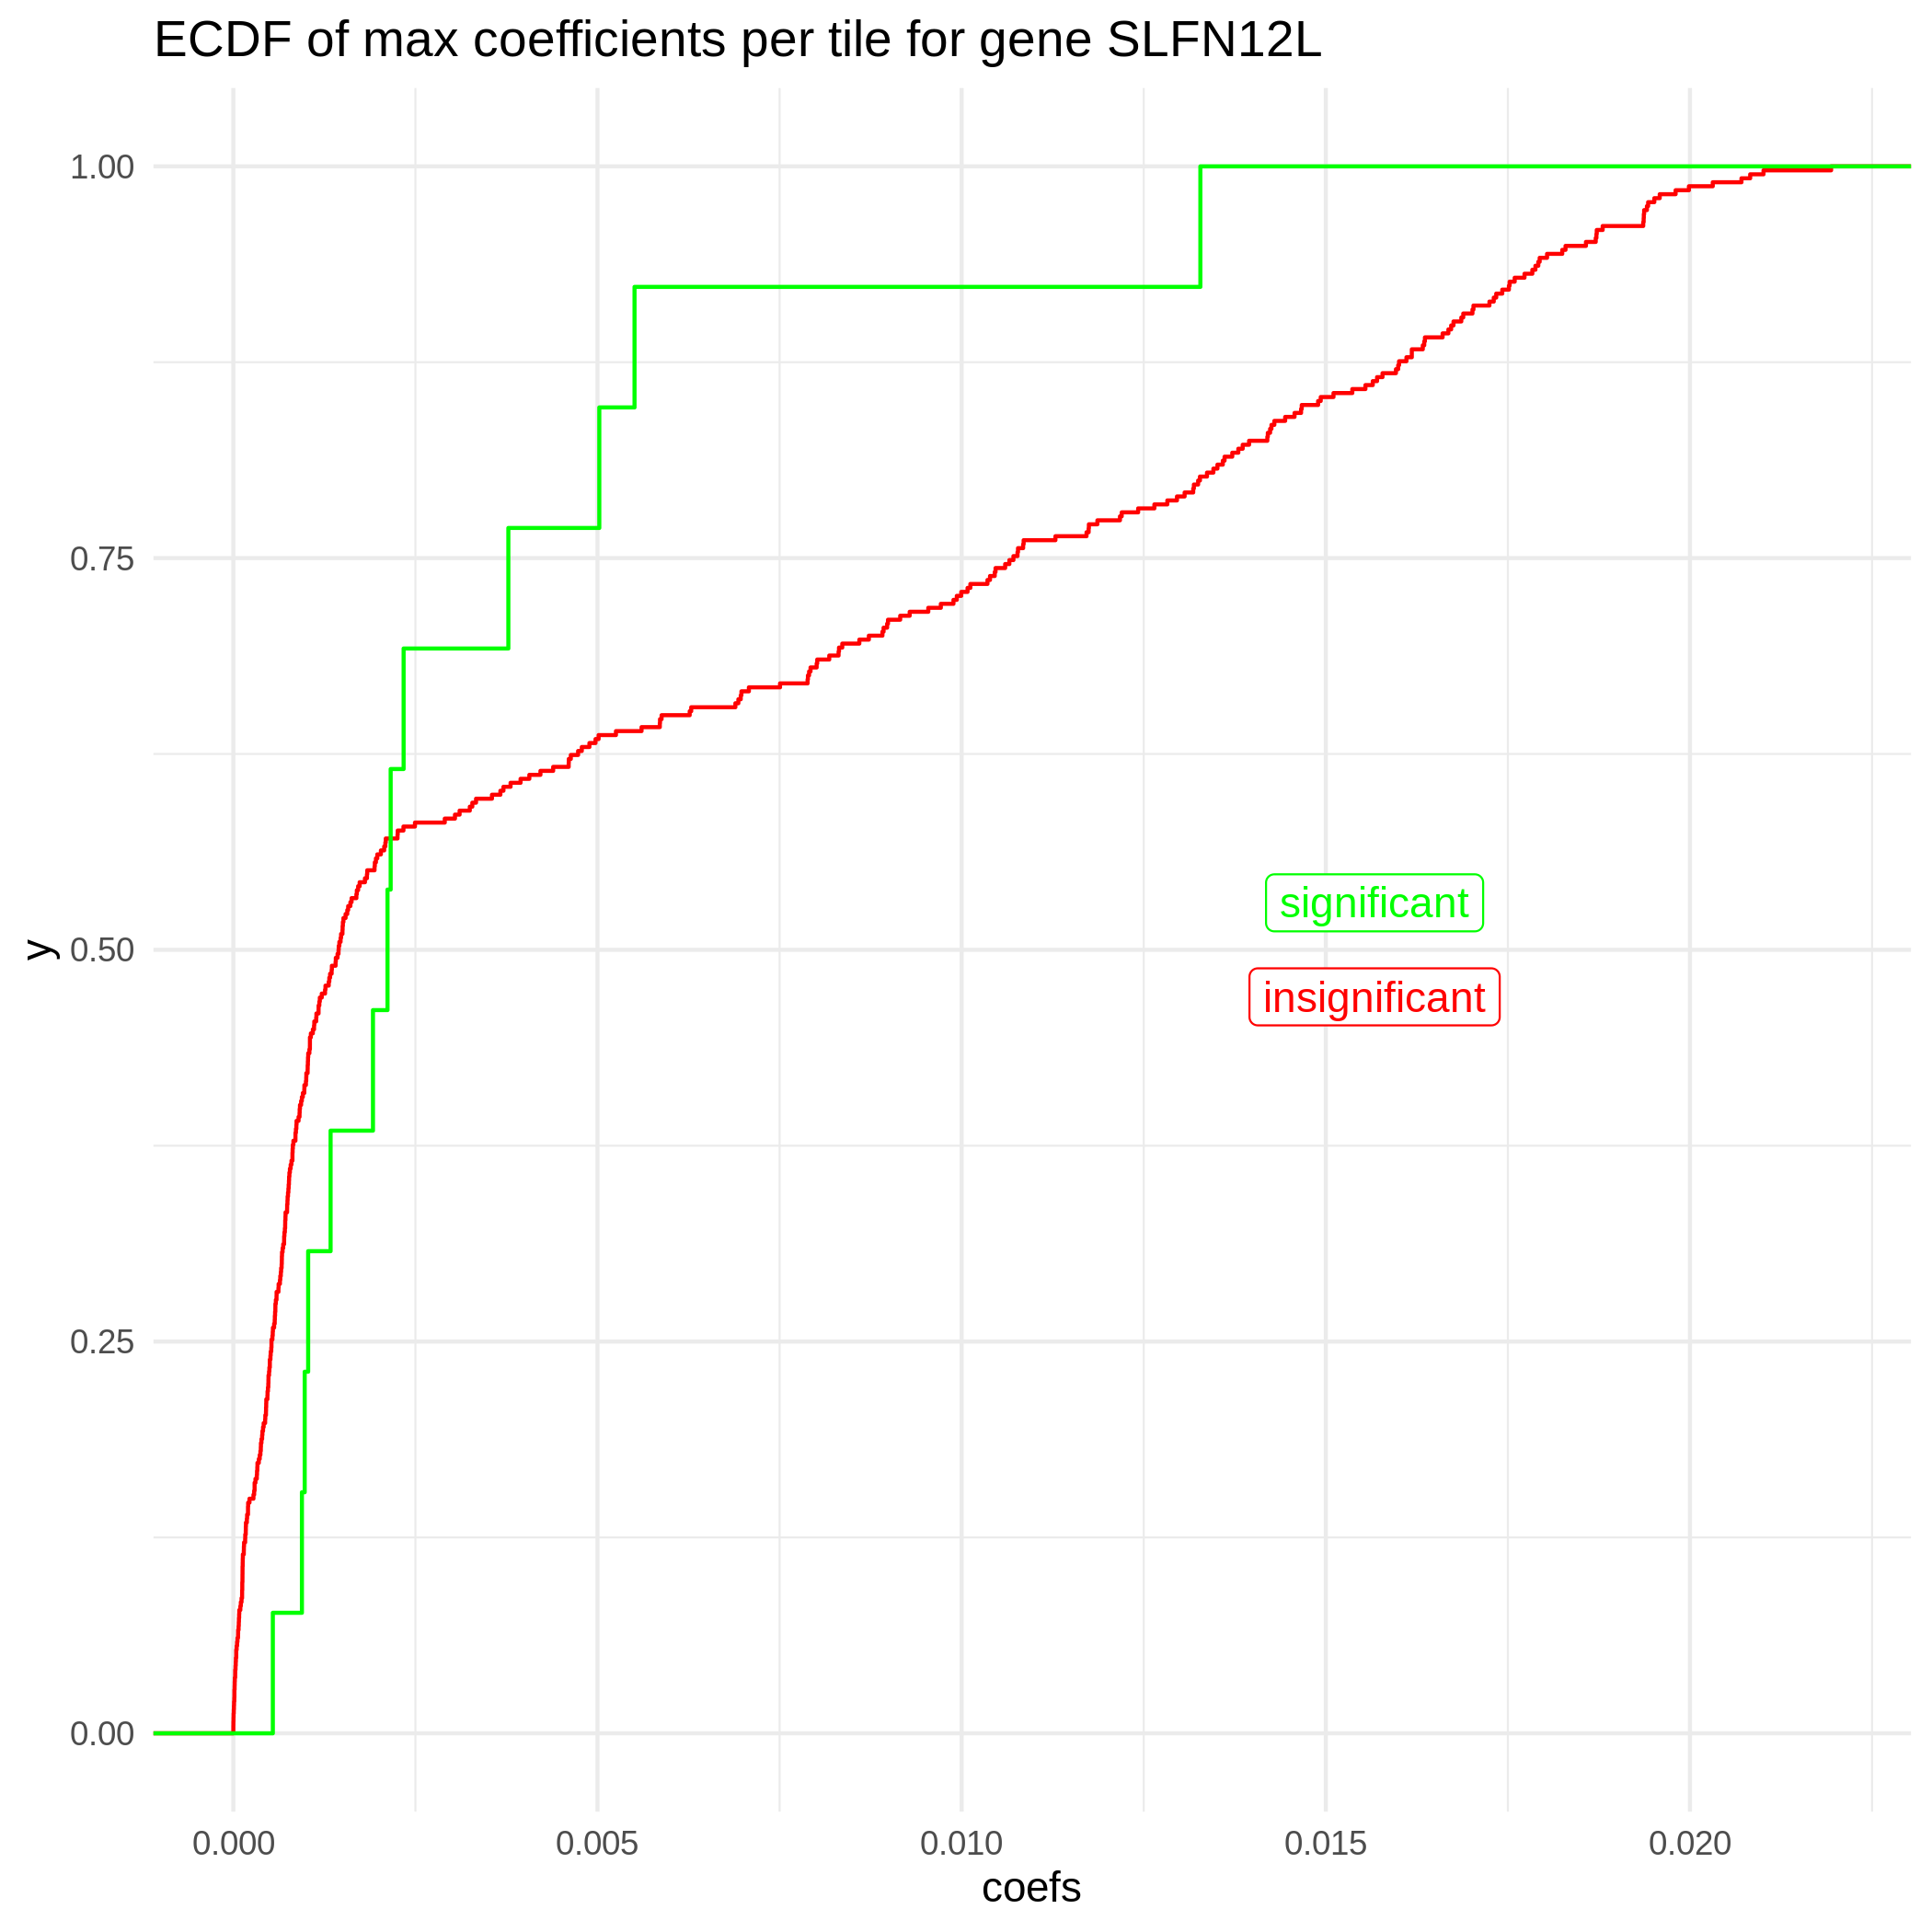 ECDF of max coefficients per tile for gene SLFN12L
1.00
0.75
0.50
0.25
0.00
y
significant
insignificant
0.000
0.005
0.010
0.015
0.020
coefs